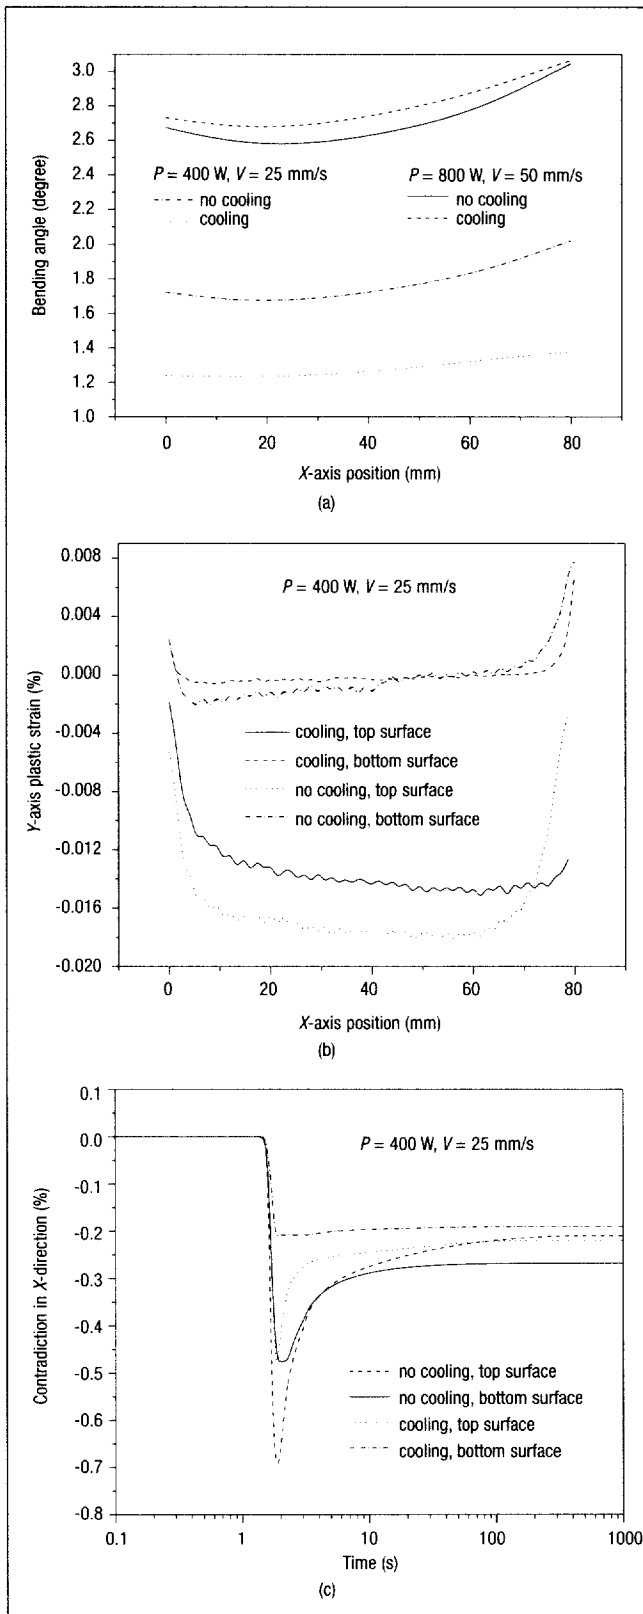 3.0
2.8
2.6
2.4
2.2
2.0
1.8
1.6
1.4
1.2
1.0
Bending angle (degree)
P = 400 W, V = 25 mm/s
no cooling
cooling
P = 800 W, V = 50 mm/s
no cooling
cooling
0 20 40 60 80
X-axis position (mm)
(a)
0.008
0.004
0.000
-0.004
-0.008
-0.012
-0.016
-0.020
Y-axis plastic strain (%)
P = 400 W, V = 25 mm/s
cooling, top surface
cooling, bottom surface
no cooling, top surface
no cooling, bottom surface
0 20 40 60 80
X-axis position (mm)
(b)
0.1
0.0
-0.1
-0.2
-0.3
-0.4
-0.5
-0.6
-0.7
-0.8
Contradiction in X-direction (%)
P = 400 W, V = 25 mm/s
no cooling, top surface
no cooling, bottom surface
cooling, top surface
cooling, bottom surface
0.1 1 10 100 1000
Time (s)
(c)